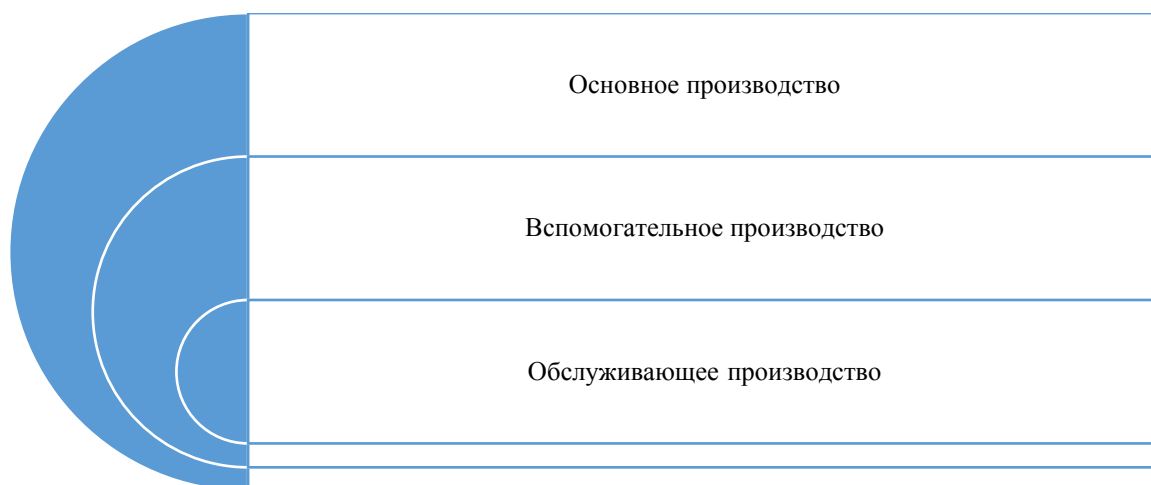 Основное производство
Вспомогательное производство
Обслуживающее производство